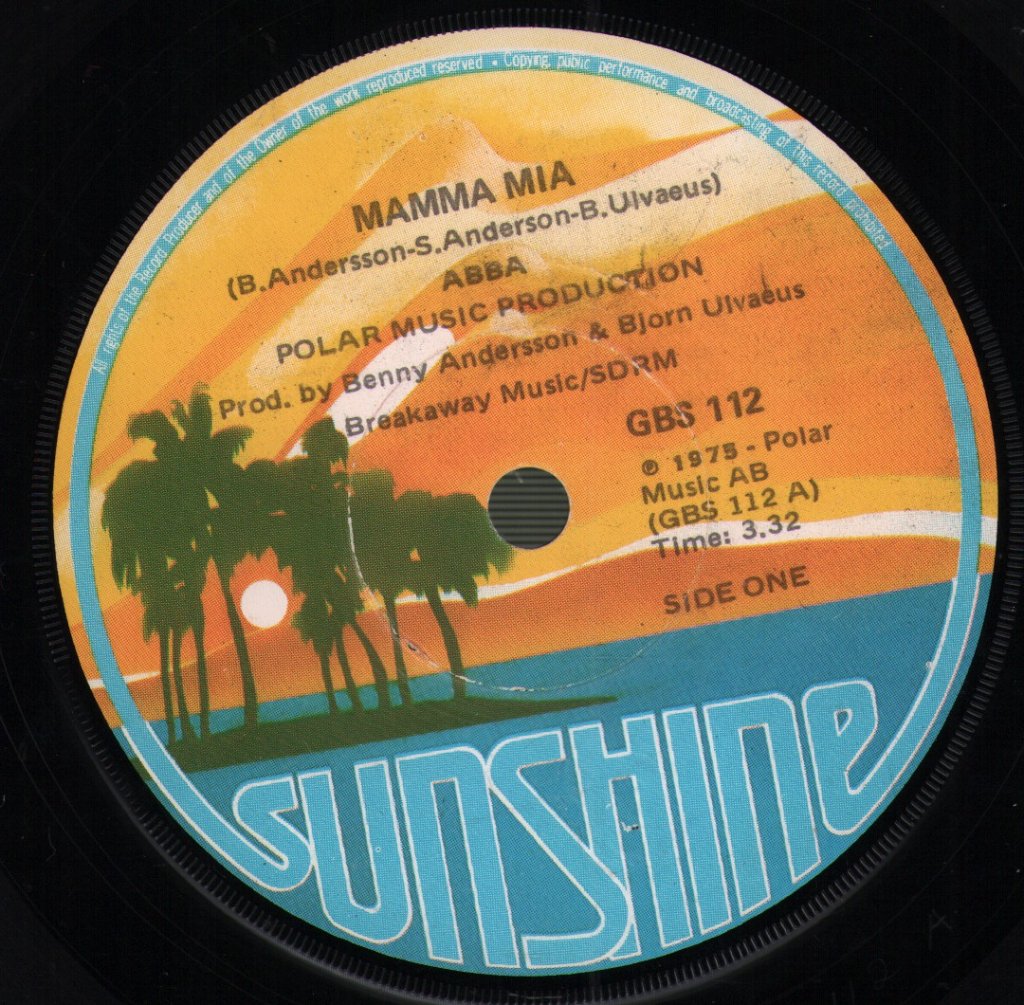 All rights of the Record Producer and of the Owner of the work reproduced reserved • Copying, public performance and broadcasting of this record prohibited
MAMMA MIA
(B.Andersson-S.Anderson-B.Ulvaeus)
ABBA
POLAR MUSIC PRODUCTION
Prod. by Benny Andersson & Bjorn Ulvaeus
Breakaway Music/SDRM
GBS 112
℗ 1975 - Polar
Music AB
(GBS 112 A)
Time: 3.32
SIDE ONE
SUNSHINE